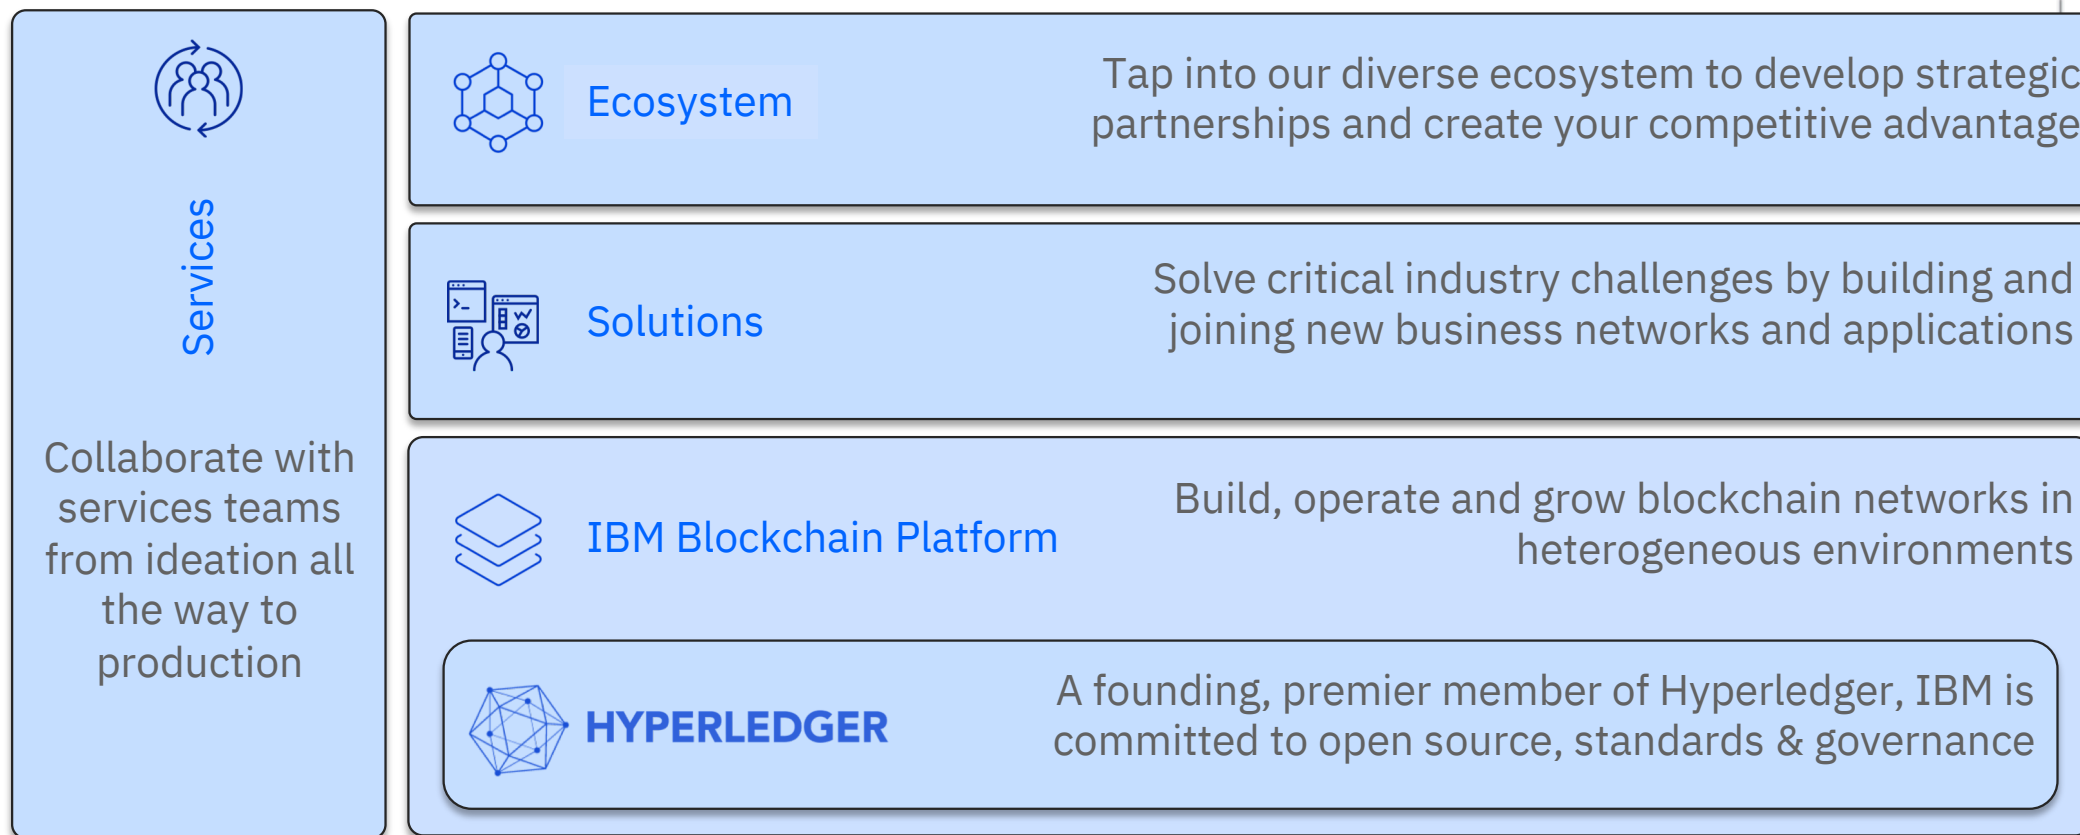 Services
Collaborate with
services teams
from ideation all
the way to
production
Ecosystem
Tap into our diverse ecosystem to develop strategic
partnerships and create your competitive advantage
Solutions
Solve critical industry challenges by building and
joining new business networks and applications
IBM Blockchain Platform
Build, operate and grow blockchain networks in
heterogeneous environments
HYPERLEDGER
A founding, premier member of Hyperledger, IBM is
committed to open source, standards & governance